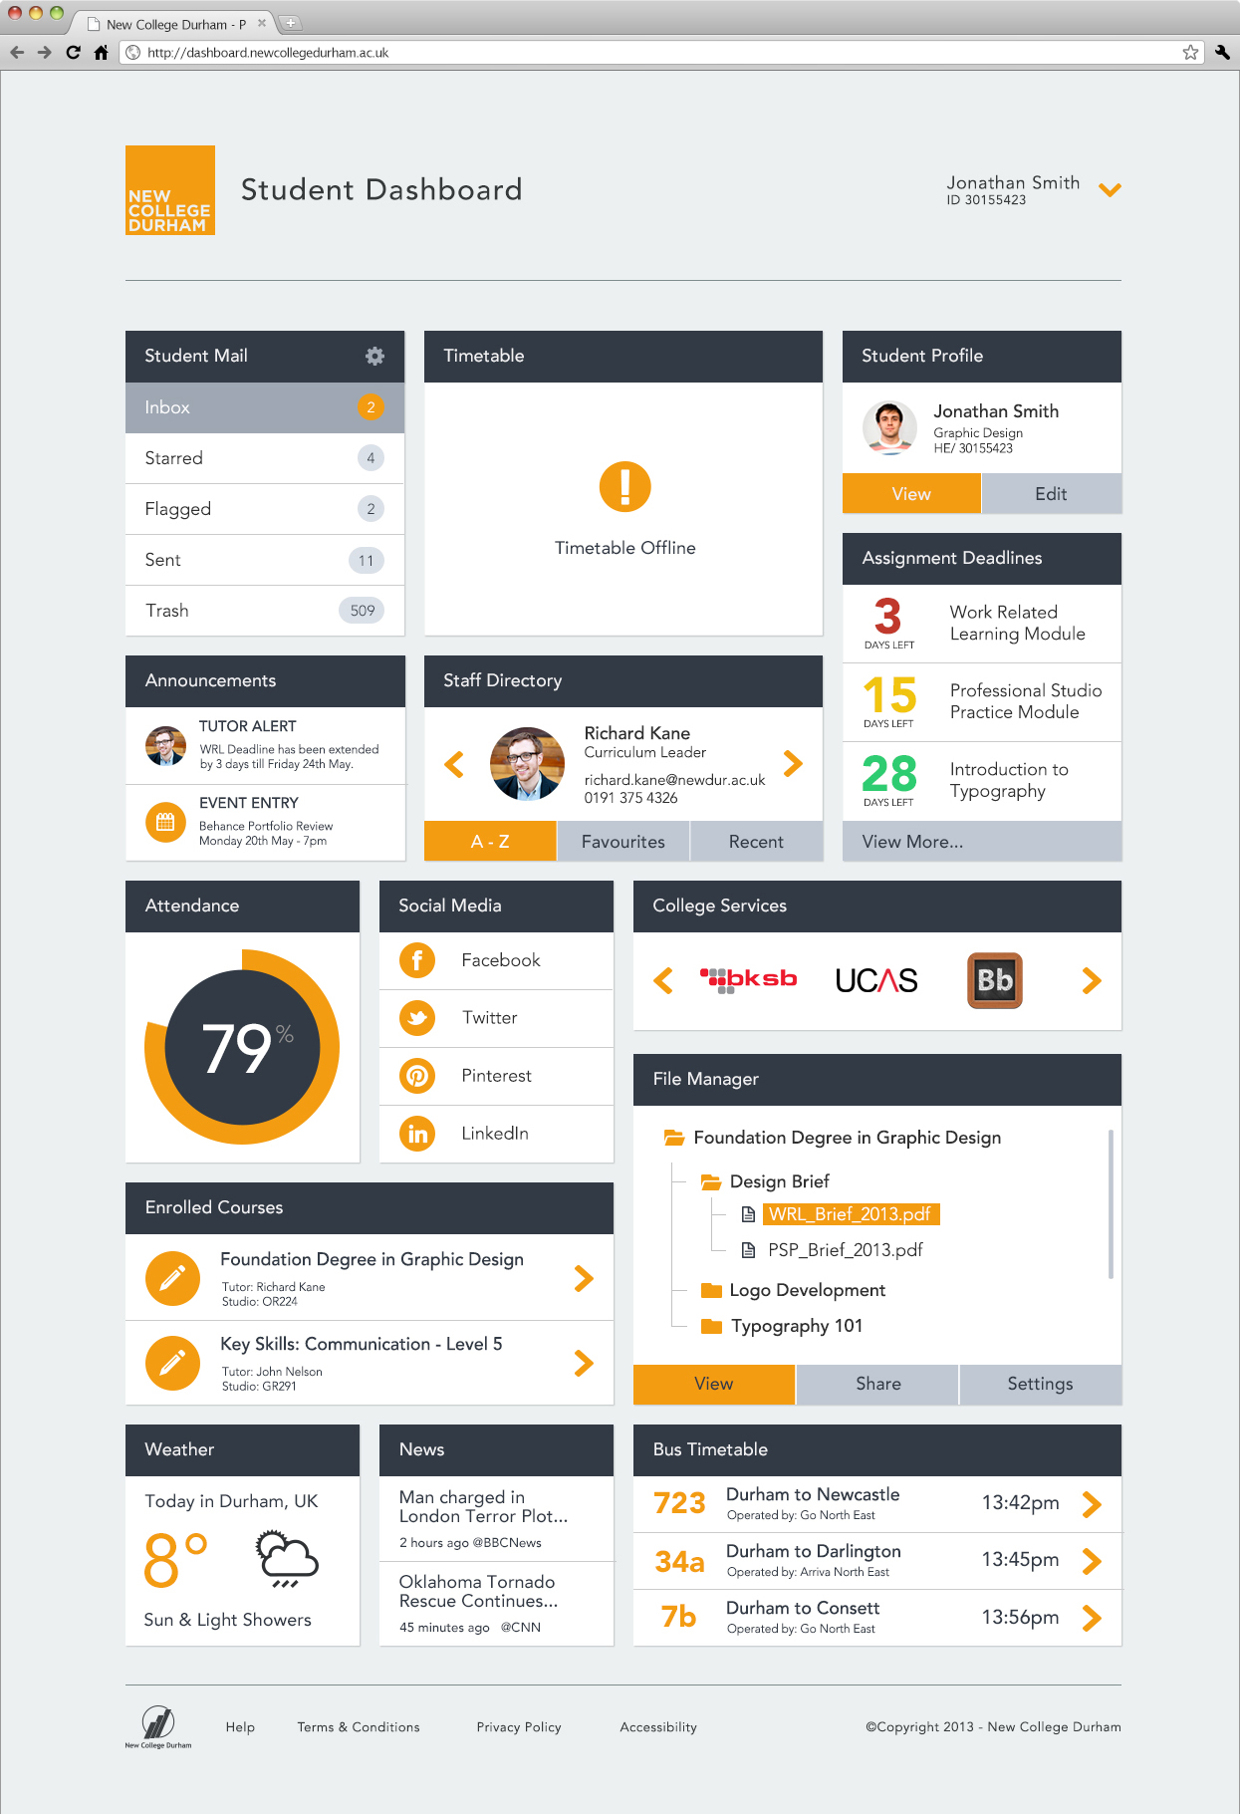 New College Durham - P
http://dashboard.newcollegedurham.ac.uk
NEW
COLLEGE
DURHAM
Student Dashboard
Jonathan Smith
ID 30155423
Student Mail
Inbox 2
Starred 4
Flagged 2
Sent 11
Trash 509
Timetable
!
Timetable Offline
Student Profile
Jonathan Smith
Graphic Design
HE/ 30155423
View Edit
Assignment Deadlines
3
DAYS LEFT
Work Related
Learning Module
15
DAYS LEFT
Professional Studio
Practice Module
28
DAYS LEFT
Introduction to
Typography
View More...
Announcements
TUTOR ALERT
WRL Deadline has been extended
by 3 days till Friday 24th May.
EVENT ENTRY
Behance Portfolio Review
Monday 20th May - 7pm
Staff Directory
Richard Kane
Curriculum Leader
richard.kane@newdur.ac.uk
0191 375 4326
A - Z Favourites Recent
Attendance
79%
Social Media
f Facebook
Twitter
Pinterest
in LinkedIn
College Services
bksb UCAS Bb
File Manager
Foundation Degree in Graphic Design
Design Brief
WRL_Brief_2013.pdf
PSP_Brief_2013.pdf
Logo Development
Typography 101
View Share Settings
Enrolled Courses
Foundation Degree in Graphic Design
Tutor: Richard Kane
Studio: OR224
Key Skills: Communication - Level 5
Tutor: John Nelson
Studio: GR291
Weather
Today in Durham, UK
8°
Sun & Light Showers
News
Man charged in
London Terror Plot...
2 hours ago @BBCNews
Oklahoma Tornado
Rescue Continues...
45 minutes ago @CNN
Bus Timetable
723 Durham to Newcastle 13:42pm
Operated by: Go North East
34a Durham to Darlington 13:45pm
Operated by: Arriva North East
7b Durham to Consett 13:56pm
Operated by: Go North East
New College Durham
Help Terms & Conditions Privacy Policy Accessibility ©Copyright 2013 - New College Durham